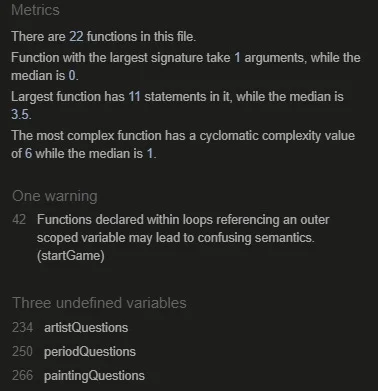 Metrics
There are 22 functions in this file.
Function with the largest signature take 1 arguments, while the
median is 0.
Largest function has 11 statements in it, while the median is
3.5.
The most complex function has a cyclomatic complexity value
of 6 while the median is 1.
One warning
42 Functions declared within loops referencing an outer
scoped variable may lead to confusing semantics.
(startGame)
Three undefined variables
234 artistQuestions
250 periodQuestions
266 paintingQuestions